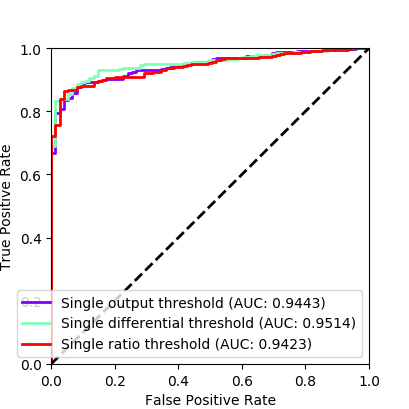 1.0
0.8
0.6
0.4
0.2
0.0
True Positive Rate
Single output threshold (AUC: 0.9443)
Single differential threshold (AUC: 0.9514)
Single ratio threshold (AUC: 0.9423)
0.0 0.2 0.4 0.6 0.8 1.0
False Positive Rate